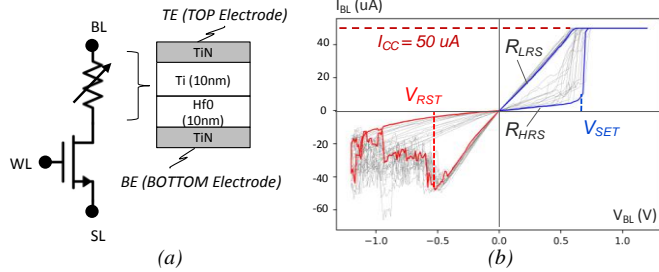 (a)
TE (TOP Electrode)
BL
TiN
Ti (10nm)
HfO
(10nm)
TiN
WL
BE (BOTTOM Electrode)
SL
(a)
I_BL (uA)
(b)
40
20
0
-20
-40
-60
I_CC = 50 uA
R_LRS
V_RST
R_HRS
V_SET
V_BL (V)
−1.0
−0.5
0.0
0.5
1.0
(b)